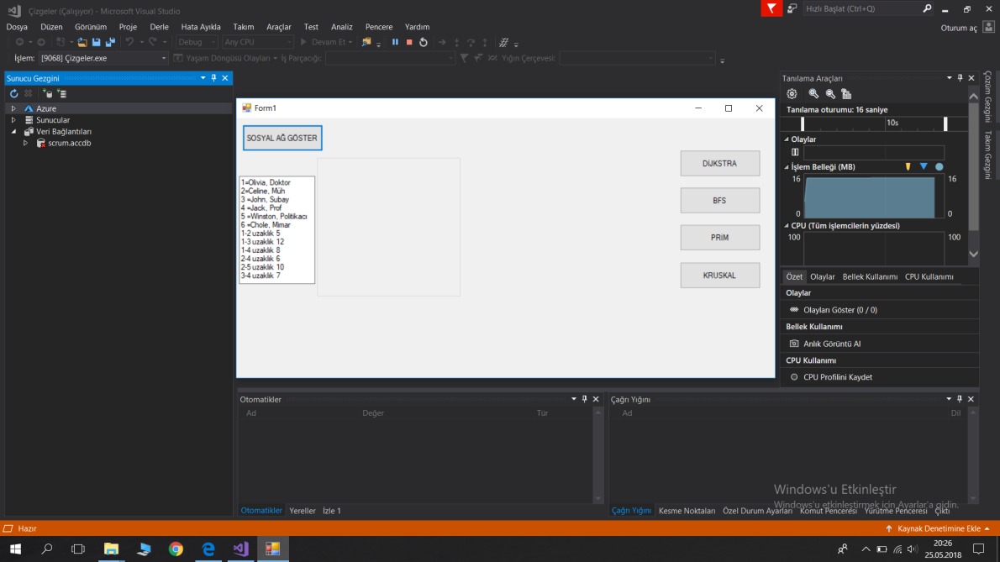 Çizgeler (Çalışıyor) - Microsoft Visual Studio
Hızlı Başlat (Ctrl+Q)
Dosya Düzen Görünüm Proje Derle Hata Ayıkla Takım Araçlar Test Analiz Pencere Yardım
Oturum aç
Debug Any CPU Devam Et
İşlem: [9068] Çizgeler.exe Yaşam Döngüsü Olayları İş Parçacığı: Yığın Çerçevesi:
Sunucu Gezgini
Azure
Sunucular
Veri Bağlantıları
scrum.accdb
Form1
SOSYAL AĞ GÖSTER
1=Olivia, Doktor
2=Celine, Müh
3 =John, Subay
4 =Jack, Prof
5 =Winston, Politikacı
6 =Chole, Mimar
1-2 uzaklık 5
1-3 uzaklık 12
1-4 uzaklık 8
2-4 uzaklık 6
2-5 uzaklık 10
3-4 uzaklık 7
DİJKSTRA
BFS
PRIM
KRUSKAL
Tanılama Araçları
Tanılama oturumu: 16 saniye
10s
Olaylar
İşlem Belleği (MB)
16 16
0 0
CPU (Tüm işlemcilerin yüzdesi)
100 100
Özet Olaylar Bellek Kullanımı CPU Kullanımı
Olaylar
Olayları Göster (0 / 0)
Bellek Kullanımı
Anlık Görüntü Al
CPU Kullanımı
CPU Profilini Kaydet
Çözüm Gezgini
Takım Gezgini
Otomatikler
Ad Değer Tür
Otomatikler Yereller İzle 1
Çağrı Yığını
Ad Dil
Çağrı Yığını Kesme Noktaları Özel Durum Ayarları Komut Penceresi Yürütme Penceresi Çıktı
Windows'u Etkinleştir
Windows'u etkinleştirmek için Ayarlar'a gidin.
Hazır
Kaynak Denetimine Ekle
20:26
25.05.2018